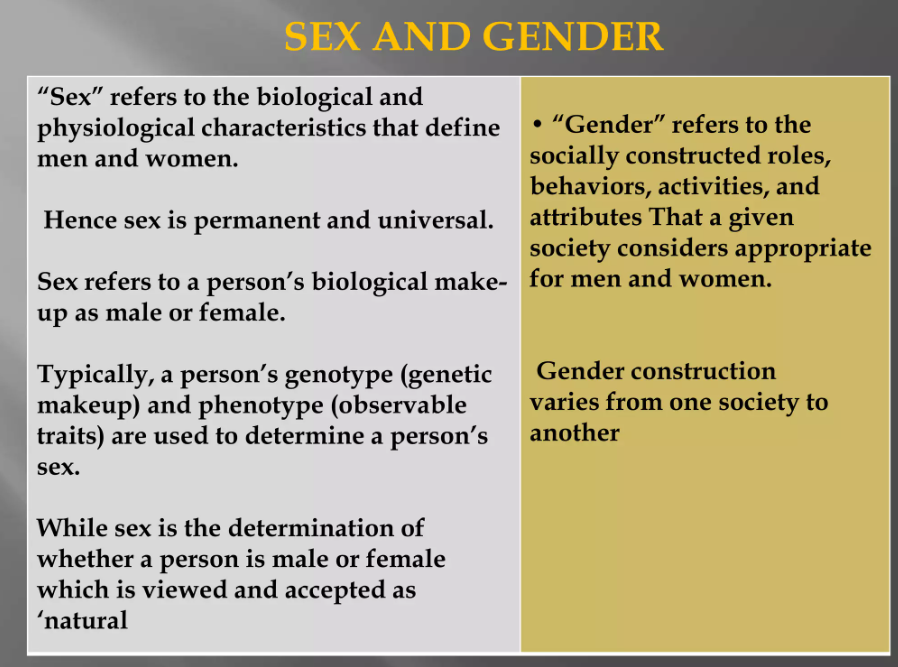 SEX AND GENDER
“Sex” refers to the biological and
physiological characteristics that define
men and women.
Hence sex is permanent and universal.
Sex refers to a person’s biological make-
up as male or female.
Typically, a person’s genotype (genetic
makeup) and phenotype (observable
traits) are used to determine a person’s
sex.
While sex is the determination of
whether a person is male or female
which is viewed and accepted as
‘natural
• “Gender” refers to the
socially constructed roles,
behaviors, activities, and
attributes That a given
society considers appropriate
for men and women.
Gender construction
varies from one society to
another